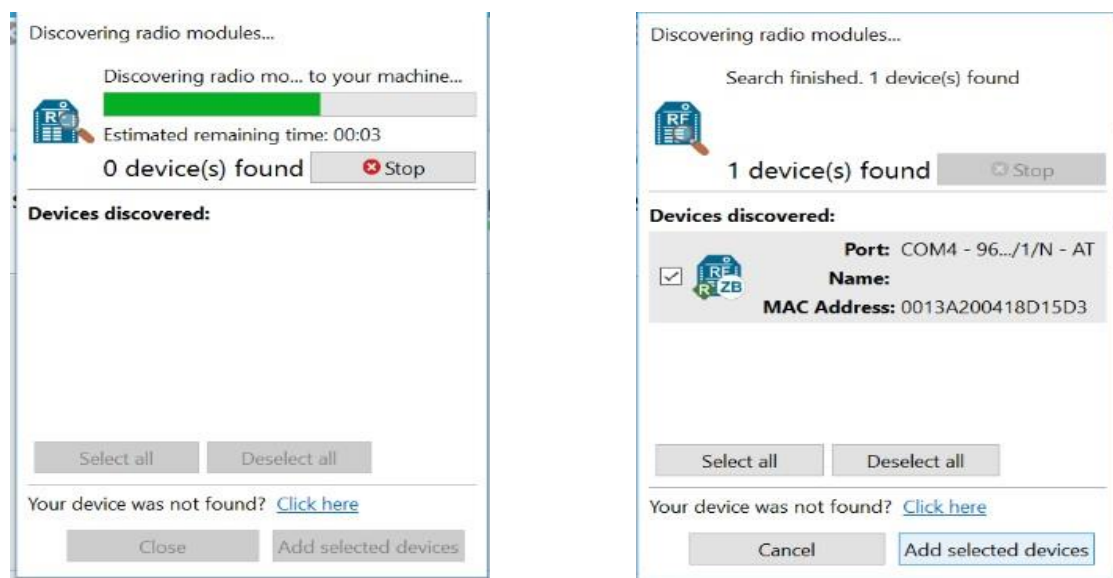 Discovering radio modules...
Discovering radio mo... to your machine...
RF
Estimated remaining time: 00:03
0 device(s) found
Stop
Devices discovered:
Select all
Deselect all
Your device was not found? Click here
Close
Add selected devices
Discovering radio modules...
Search finished. 1 device(s) found
RF
1 device(s) found
Stop
Devices discovered:
Port: COM4 - 96.../1/N - AT
RF
R ZB
Name:
MAC Address: 0013A200418D15D3
Select all
Deselect all
Your device was not found? Click here
Cancel
Add selected devices